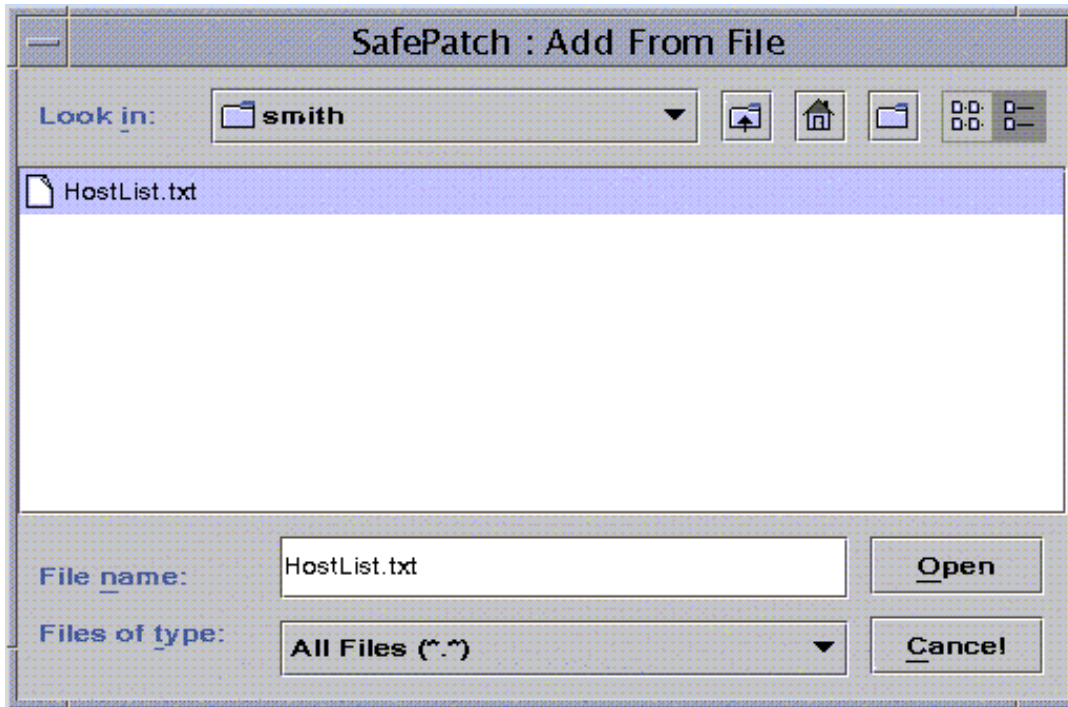 SafePatch : Add From File
Look in: smith
HostList.txt
File name: HostList.txt Open
Files of type: All Files (*.*) Cancel